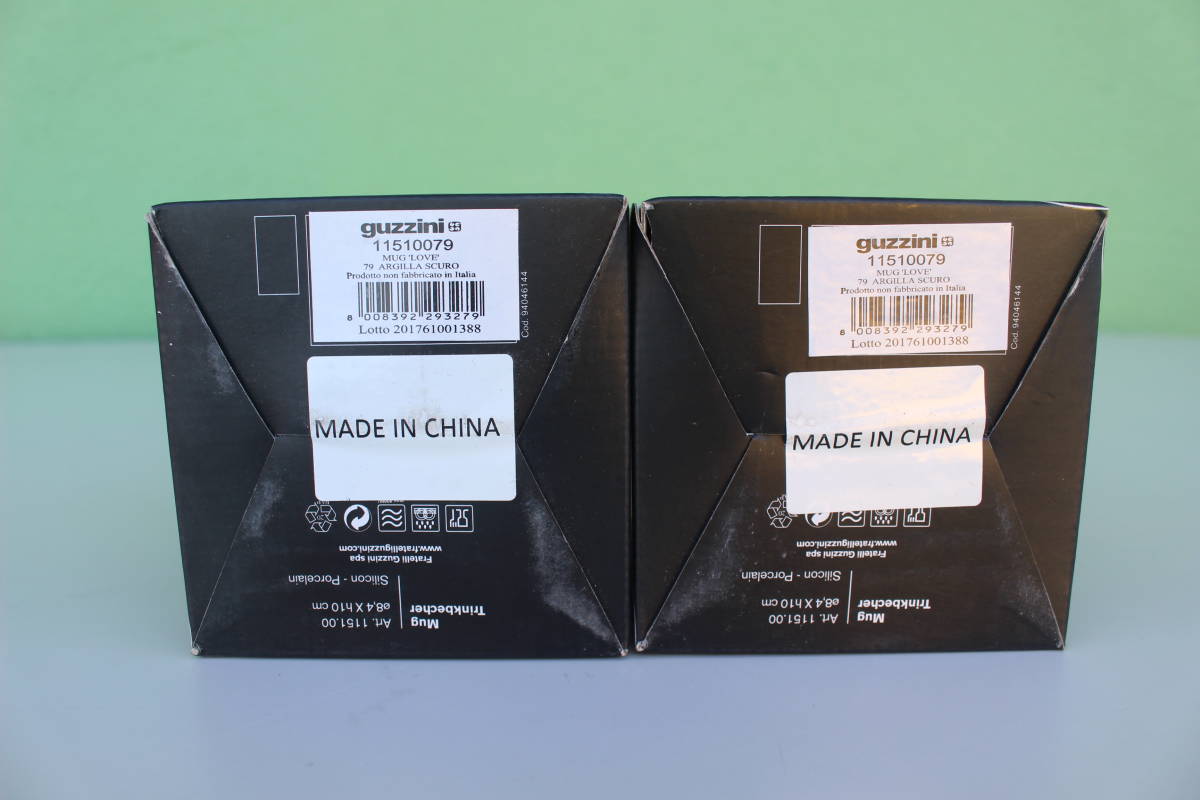 guzzini
11510079
MUG 'LOVE'
79 ARGILLA SCURO
Prodotto non fabbricato in Italia
8 008392 293279
Lotto 201761001388
Cod. 94046144
MADE IN CHINA
www.fratelliguzzini.com
Fratelli Guzzini spa
Silicon - Porcelain
ø8,4 X h10 cm
Art. 1151.00
Trinkbecher
Mug
guzzini
11510079
MUG 'LOVE'
79 ARGILLA SCURO
Prodotto non fabbricato in Italia
8 008392 293279
Lotto 201761001388
Cod. 94046144
MADE IN CHINA
www.fratelliguzzini.com
Fratelli Guzzini spa
Silicon - Porcelain
ø8,4 X h10 cm
Art. 1151.00
Trinkbecher
Mug